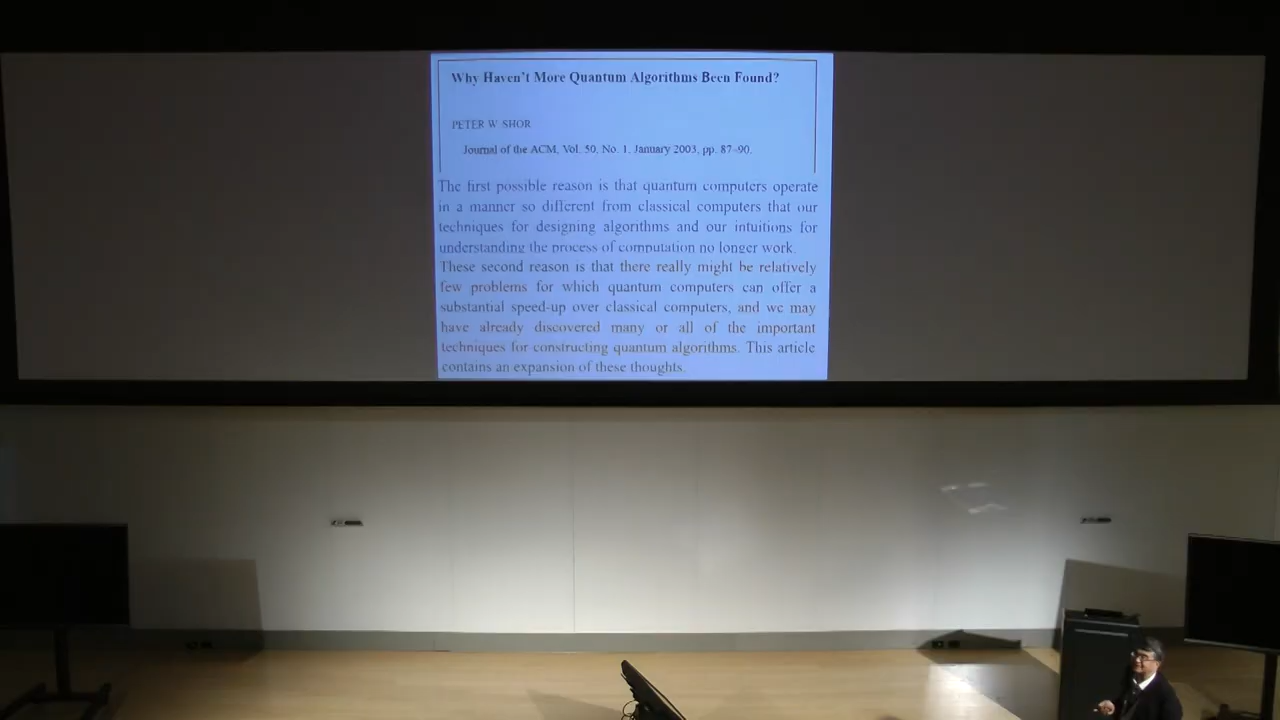 Why Haven't More Quantum Algorithms Been Found?
PETER W SHOR
Journal of the ACM, Vol. 50, No. 1, January 2003, pp. 87–90.
The first possible reason is that quantum computers operate
in a manner so different from classical computers that our
techniques for designing algorithms and our intuitions for
understanding the process of computation no longer work.
These second reason is that there really might be relatively
few problems for which quantum computers can offer a
substantial speed-up over classical computers, and we may
have already discovered many or all of the important
techniques for constructing quantum algorithms. This article
contains an expansion of these thoughts.